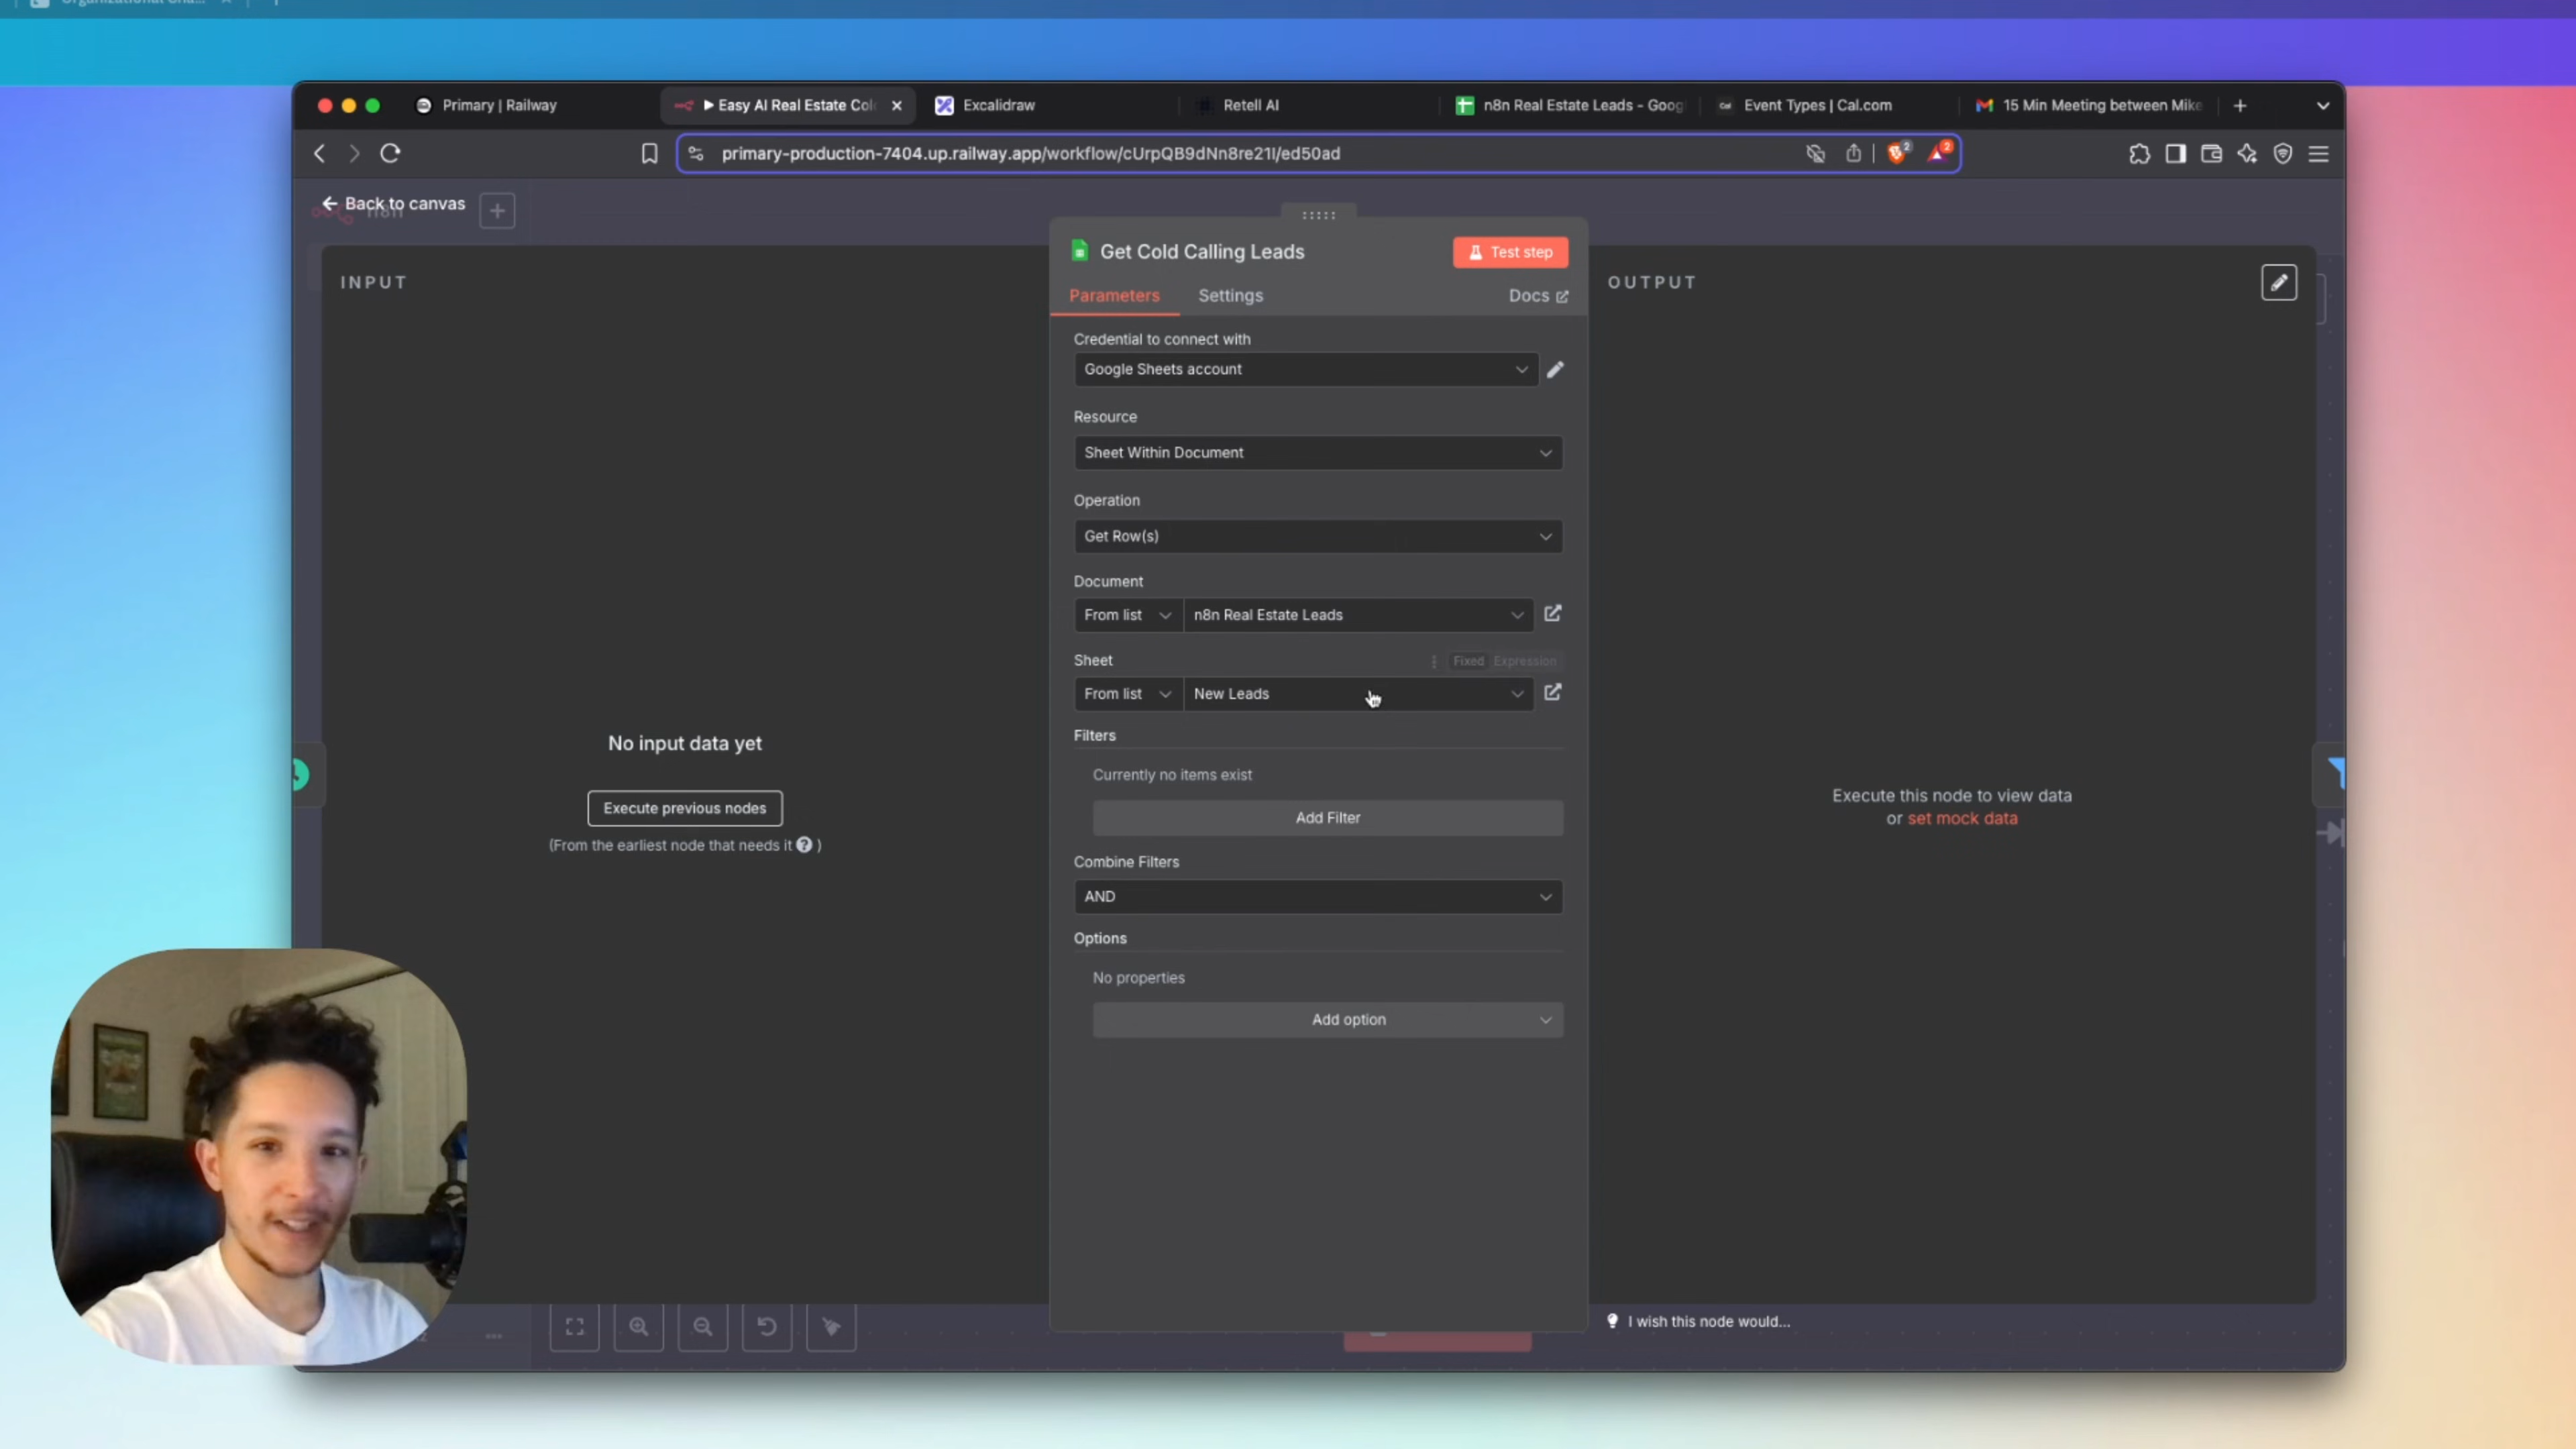 Primary | Railway
Easy AI Real Estate Col
Excalidraw
Retell AI
n8n Real Estate Leads - Goog
Cal
Event Types | Cal.com
15 Min Meeting between Mike
primary-production-7404.up.railway.app/workflow/cUrpQB9dNn8re21l/ed50ad
2
2
Back to canvas
n8n
INPUT
Get Cold Calling Leads
Test step
OUTPUT
Parameters
Settings
Docs
Credential to connect with
Google Sheets account
Resource
Sheet Within Document
Operation
Get Row(s)
Document
From list
n8n Real Estate Leads
Sheet
Fixed
Expression
From list
New Leads
Filters
No input data yet
Currently no items exist
Execute previous nodes
Add Filter
(From the earliest node that needs it ? )
Execute this node to view data
or set mock data
Combine Filters
AND
Options
No properties
Add option
I wish this node would...